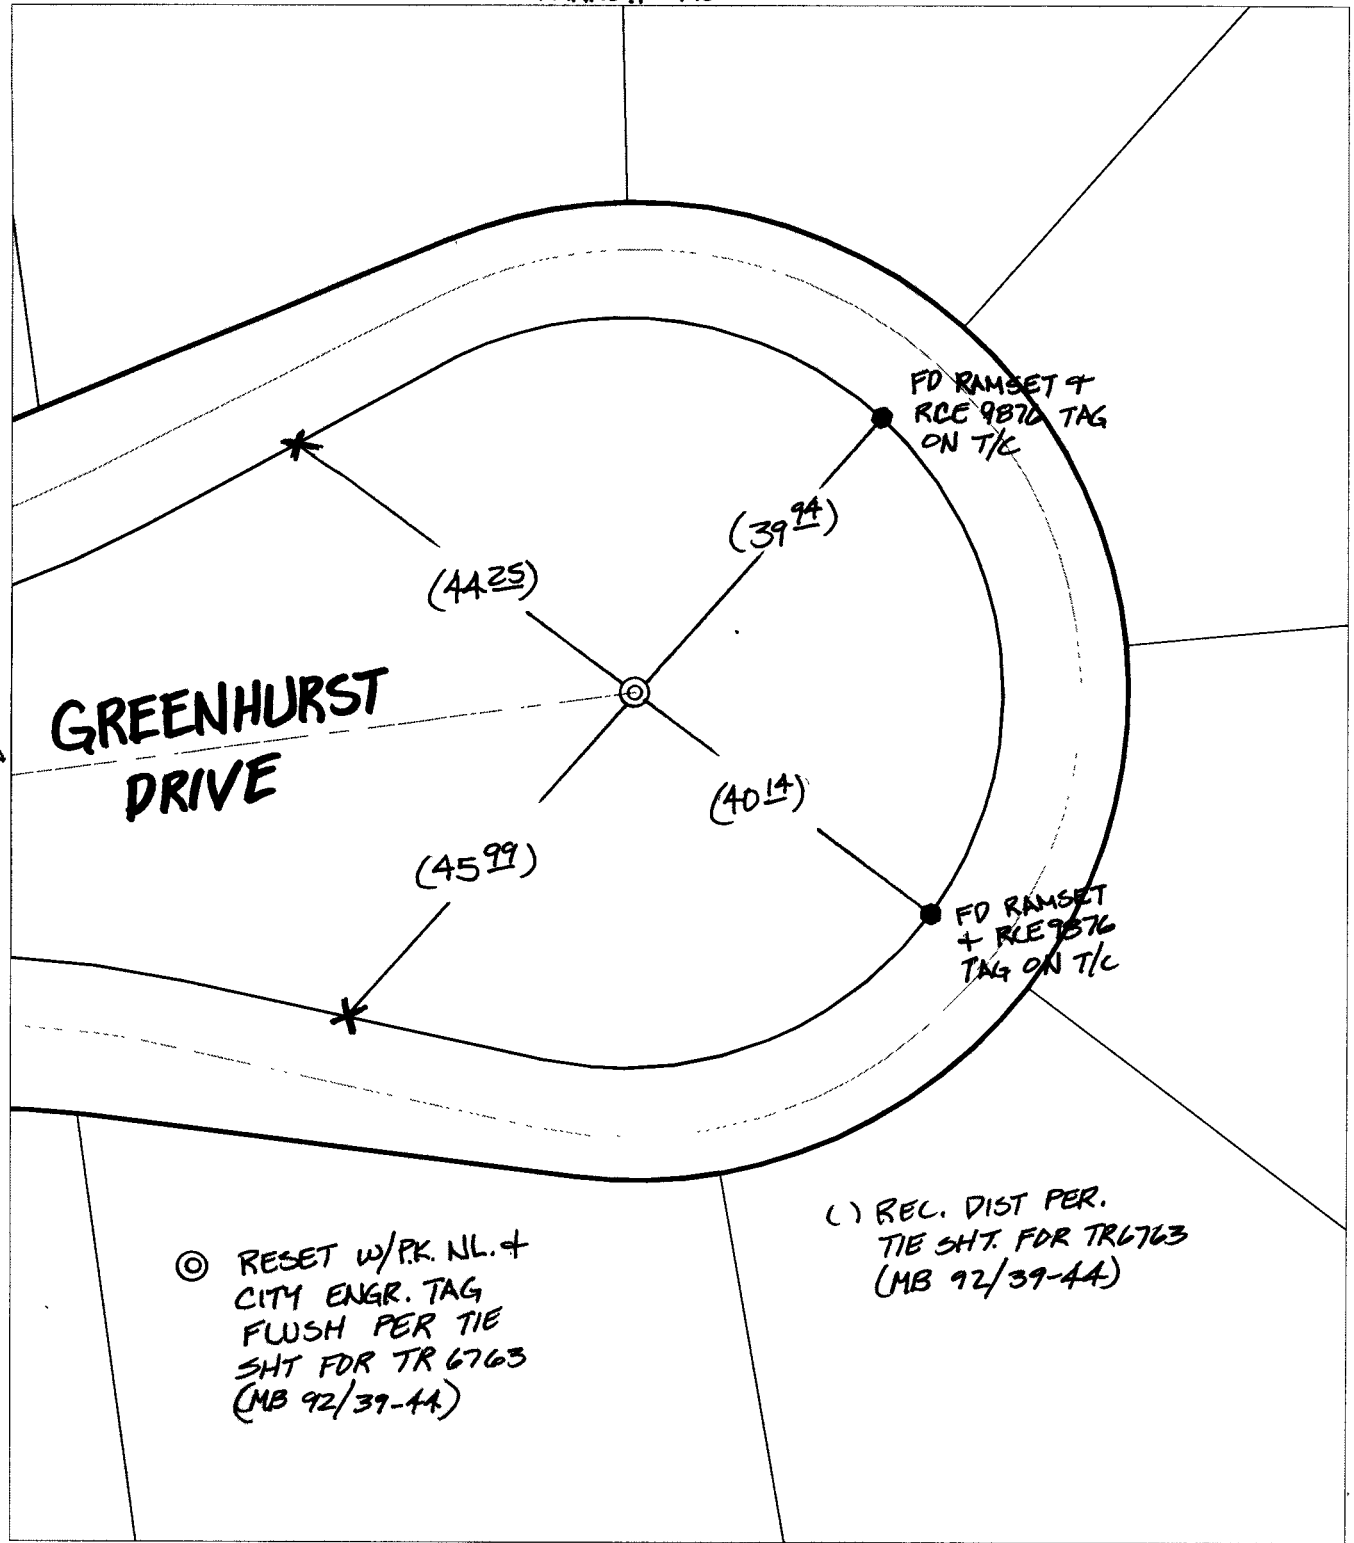 FD RAMSET &
RCE 9876 TAG
ON T/C
(39 94)
(44.25)
GREENHURST
DRIVE
(40 14)
(45 99)
FD RAMSET
& RCE 9876
TAG ON T/C
( ) REC. DIST PER.
TIE SHT. FOR TR6763
(MB 92/39-44)
RESET W/P.K. NL. &
CITY ENGR. TAG
FLUSH PER TIE
SHT FOR TR 6763
(MB 92/39-44)